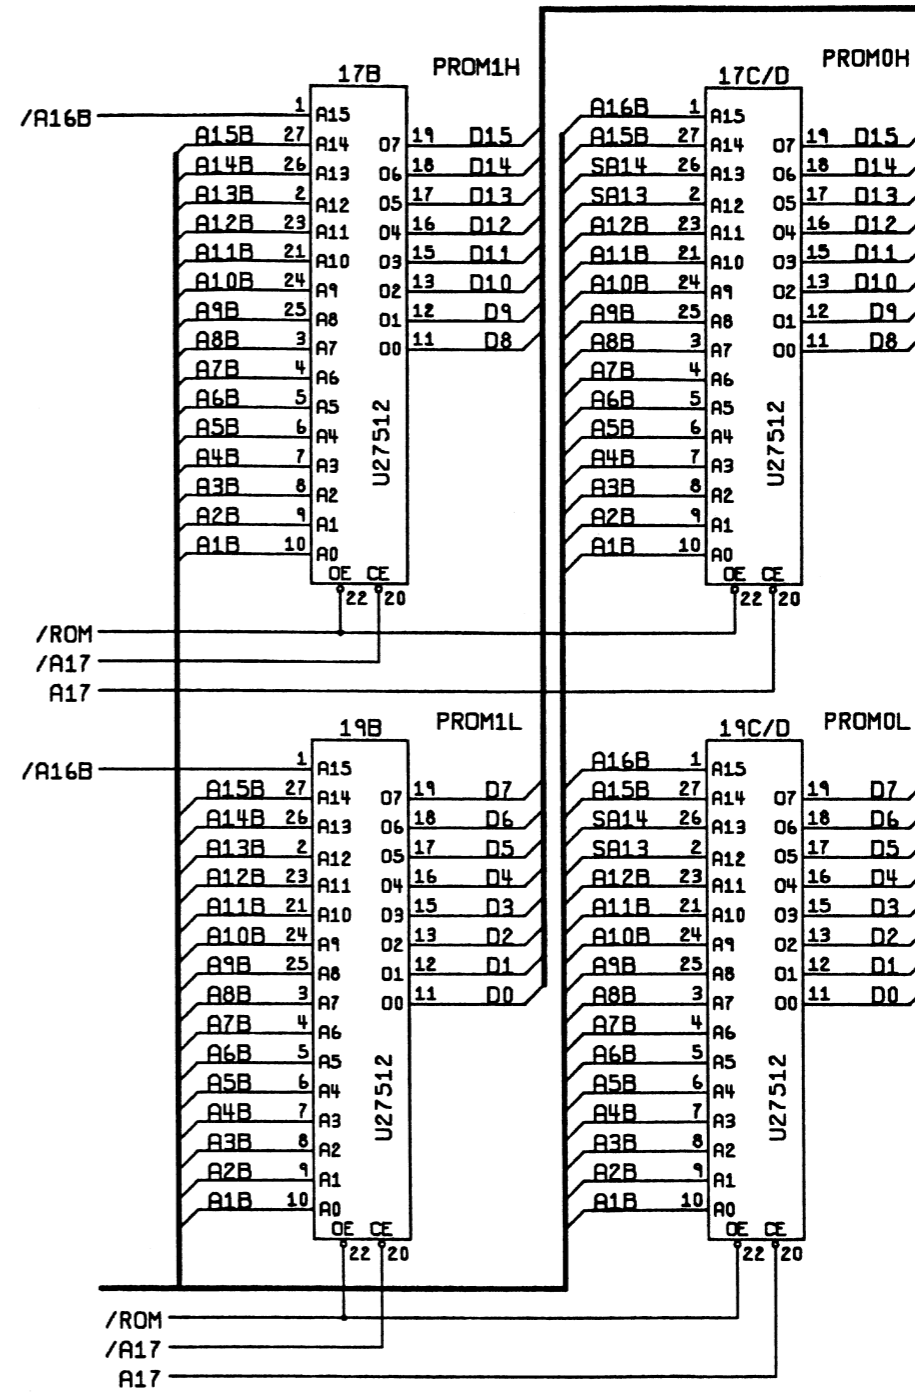 PROM1H
17B
/A16B 1 A15
A15B 27 A14 O7 19 D15
A14B 26 A13 O6 18 D14
A13B 2 A12 O5 17 D13
A12B 23 A11 O4 16 D12
A11B 21 A10 O3 15 D11
A10B 24 A9 O2 13 D10
A9B 25 A8 O1 12 D9
A8B 3 A7 O0 11 D8
A7B 4 A6
A6B 5 A5
A5B 6 A4
A4B 7 A3
A3B 8 A2
A2B 9 A1
A1B 10 A0
U27512
OE CE
22 20
PROM0H
17C/D
A16B 1 A15
A15B 27 A14 O7 19 D15
SA14 26 A13 O6 18 D14
SA13 2 A12 O5 17 D13
A12B 23 A11 O4 16 D12
A11B 21 A10 O3 15 D11
A10B 24 A9 O2 13 D10
A9B 25 A8 O1 12 D9
A8B 3 A7 O0 11 D8
A7B 4 A6
A6B 5 A5
A5B 6 A4
A4B 7 A3
A3B 8 A2
A2B 9 A1
A1B 10 A0
U27512
OE CE
22 20
/ROM
/A17
A17
PROM1L
19B
/A16B 1 A15
A15B 27 A14 O7 19 D7
A14B 26 A13 O6 18 D6
A13B 2 A12 O5 17 D5
A12B 23 A11 O4 16 D4
A11B 21 A10 O3 15 D3
A10B 24 A9 O2 13 D2
A9B 25 A8 O1 12 D1
A8B 3 A7 O0 11 D0
A7B 4 A6
A6B 5 A5
A5B 6 A4
A4B 7 A3
A3B 8 A2
A2B 9 A1
A1B 10 A0
U27512
OE CE
22 20
PROM0L
19C/D
A16B 1 A15
A15B 27 A14 O7 19 D7
SA14 26 A13 O6 18 D6
SA13 2 A12 O5 17 D5
A12B 23 A11 O4 16 D4
A11B 21 A10 O3 15 D3
A10B 24 A9 O2 13 D2
A9B 25 A8 O1 12 D1
A8B 3 A7 O0 11 D0
A7B 4 A6
A6B 5 A5
A5B 6 A4
A4B 7 A3
A3B 8 A2
A2B 9 A1
A1B 10 A0
U27512
OE CE
22 20
/ROM
/A17
A17